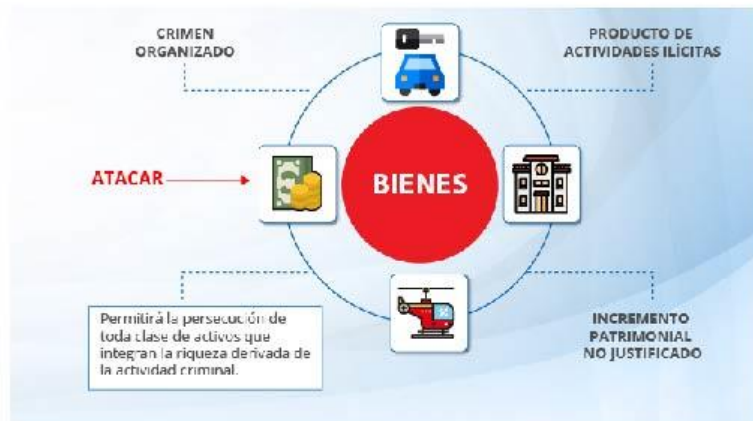 CRIMEN
ORGANIZADO
PRODUCTO DE
ACTIVIDADES ILÍCITAS
ATACAR
BIENES
Permitirá la persecución de
toda clase de activos que
integran la riqueza derivada de
la actividad criminal.
INCREMENTO
PATRIMONIAL
NO JUSTIFICADO